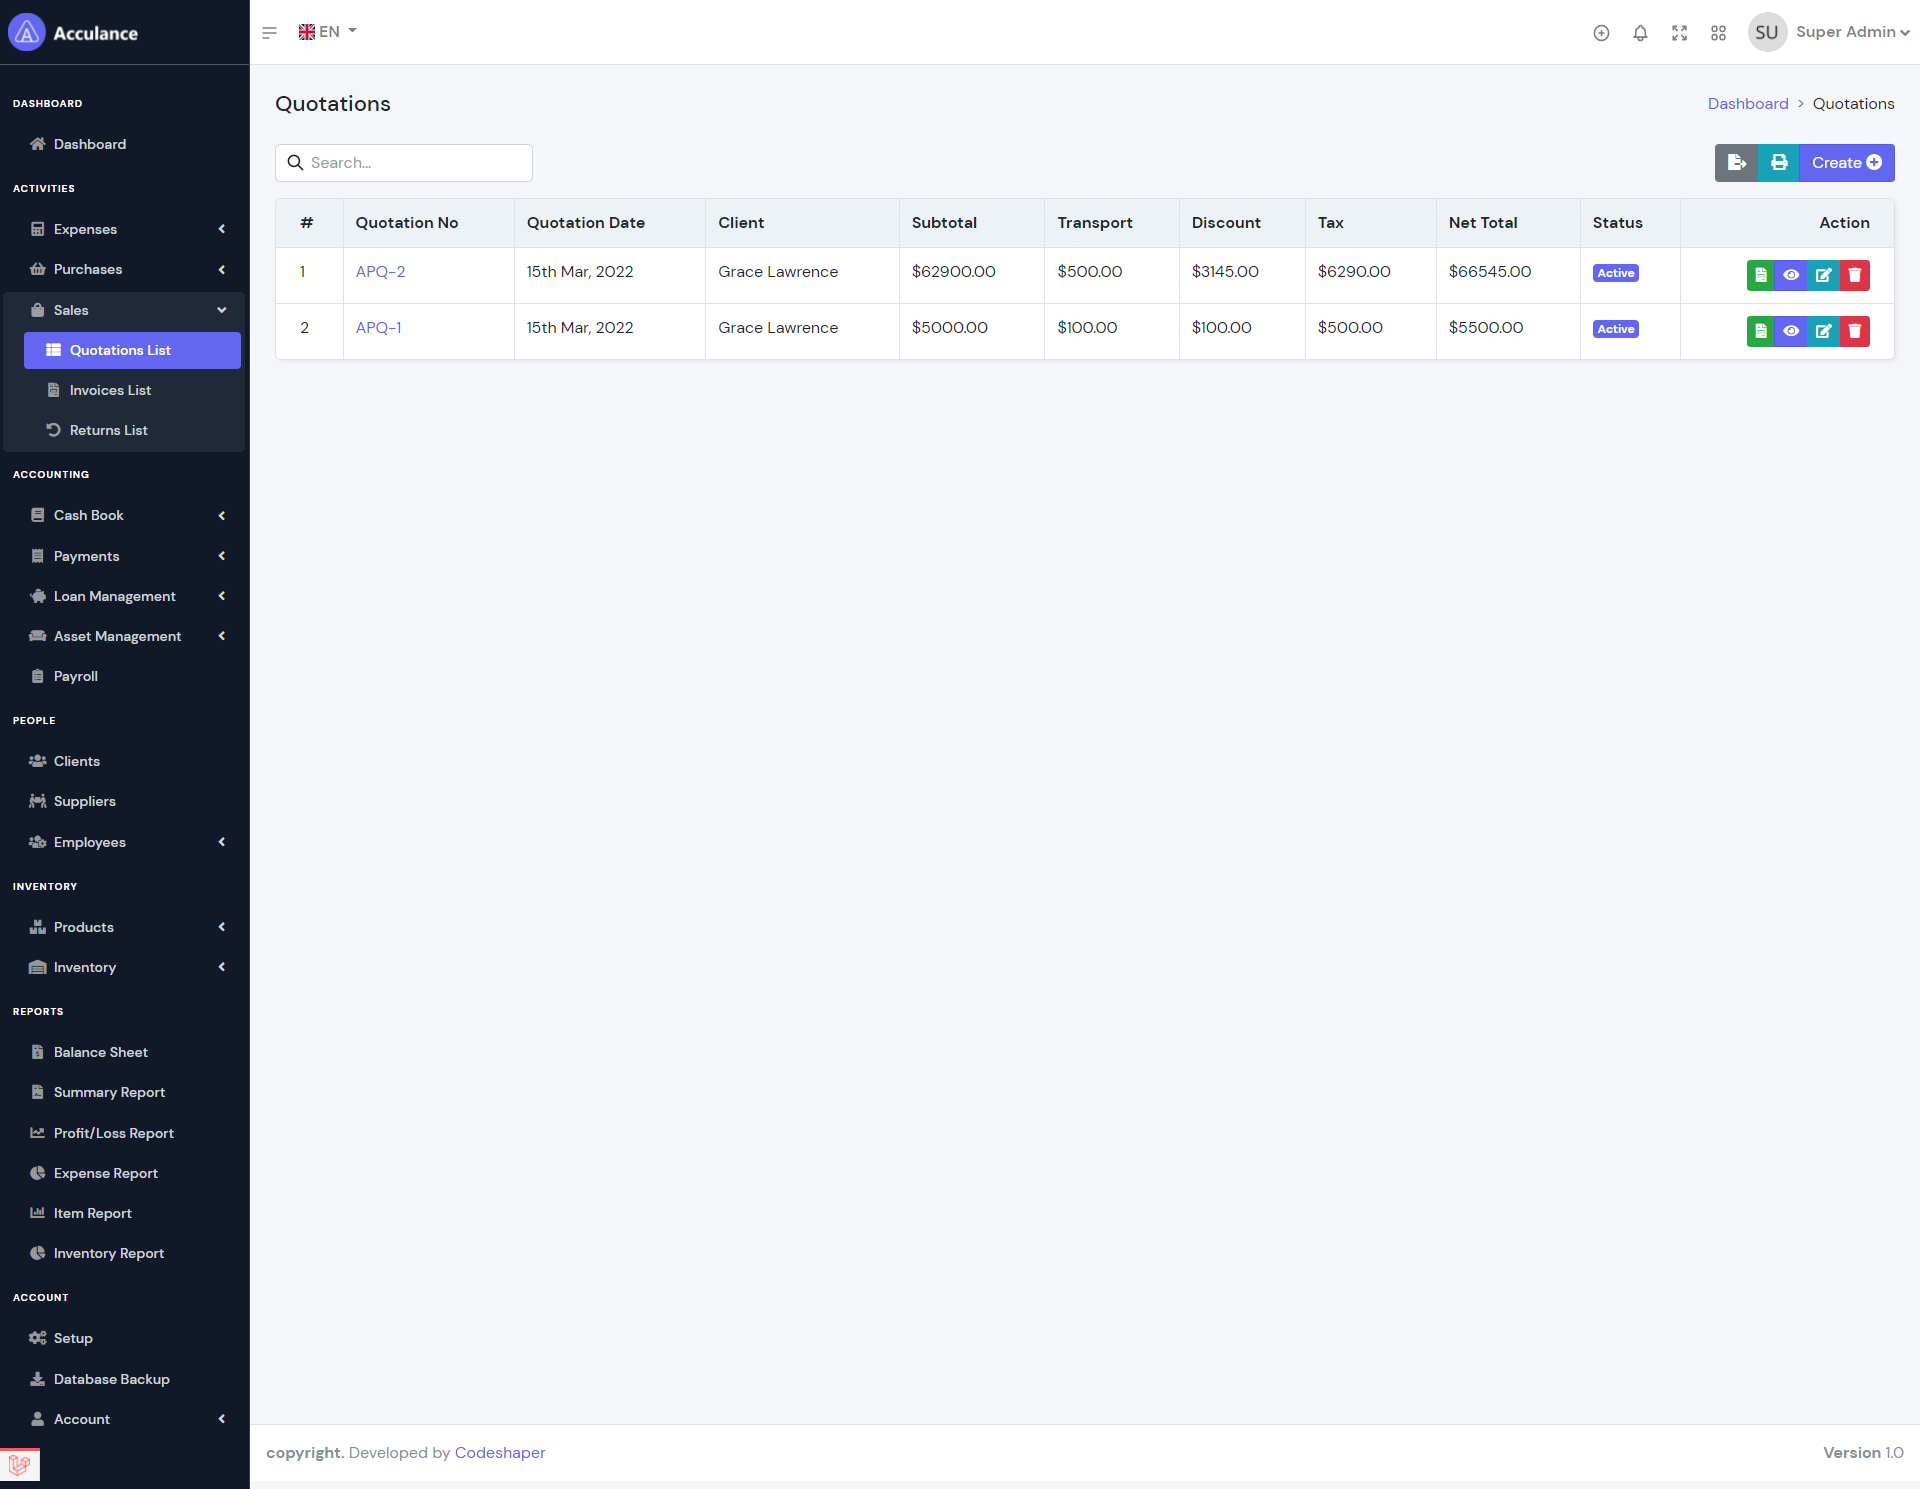 Acculance
EN
SU Super Admin
DASHBOARD
Dashboard
ACTIVITIES
Expenses
Purchases
Sales
Quotations List
Invoices List
Returns List
ACCOUNTING
Cash Book
Payments
Loan Management
Asset Management
Payroll
PEOPLE
Clients
Suppliers
Employees
INVENTORY
Products
Inventory
REPORTS
Balance Sheet
Summary Report
Profit/Loss Report
Expense Report
Item Report
Inventory Report
ACCOUNT
Setup
Database Backup
Account
Quotations
Dashboard > Quotations
Search...
Create
# Quotation No Quotation Date Client Subtotal Transport Discount Tax Net Total Status Action
1 APQ-2 15th Mar, 2022 Grace Lawrence $62900.00 $500.00 $3145.00 $6290.00 $66545.00 Active
2 APQ-1 15th Mar, 2022 Grace Lawrence $5000.00 $100.00 $100.00 $500.00 $5500.00 Active
copyright. Developed by Codeshaper
Version 1.0